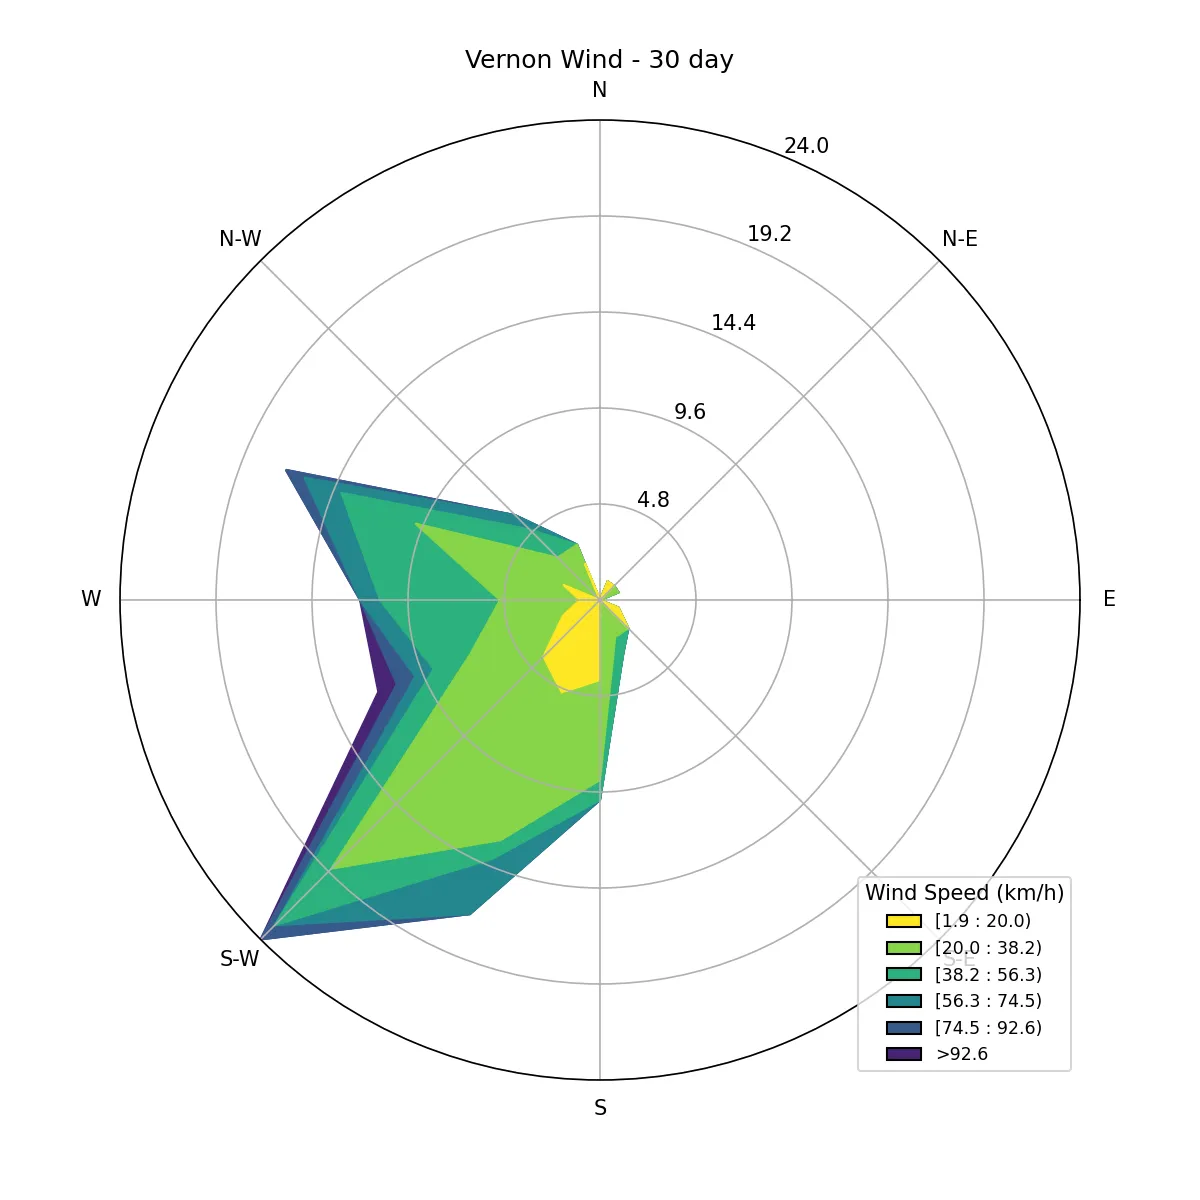 Vernon Wind - 30 day
N
24.0
19.2
N-W
N-E
14.4
9.6
4.8
W
E
Wind Speed (km/h)
[1.9 : 20.0)
[20.0 : 38.2)
S-W
S-E
[38.2 : 56.3)
[56.3 : 74.5)
[74.5 : 92.6)
>92.6
S